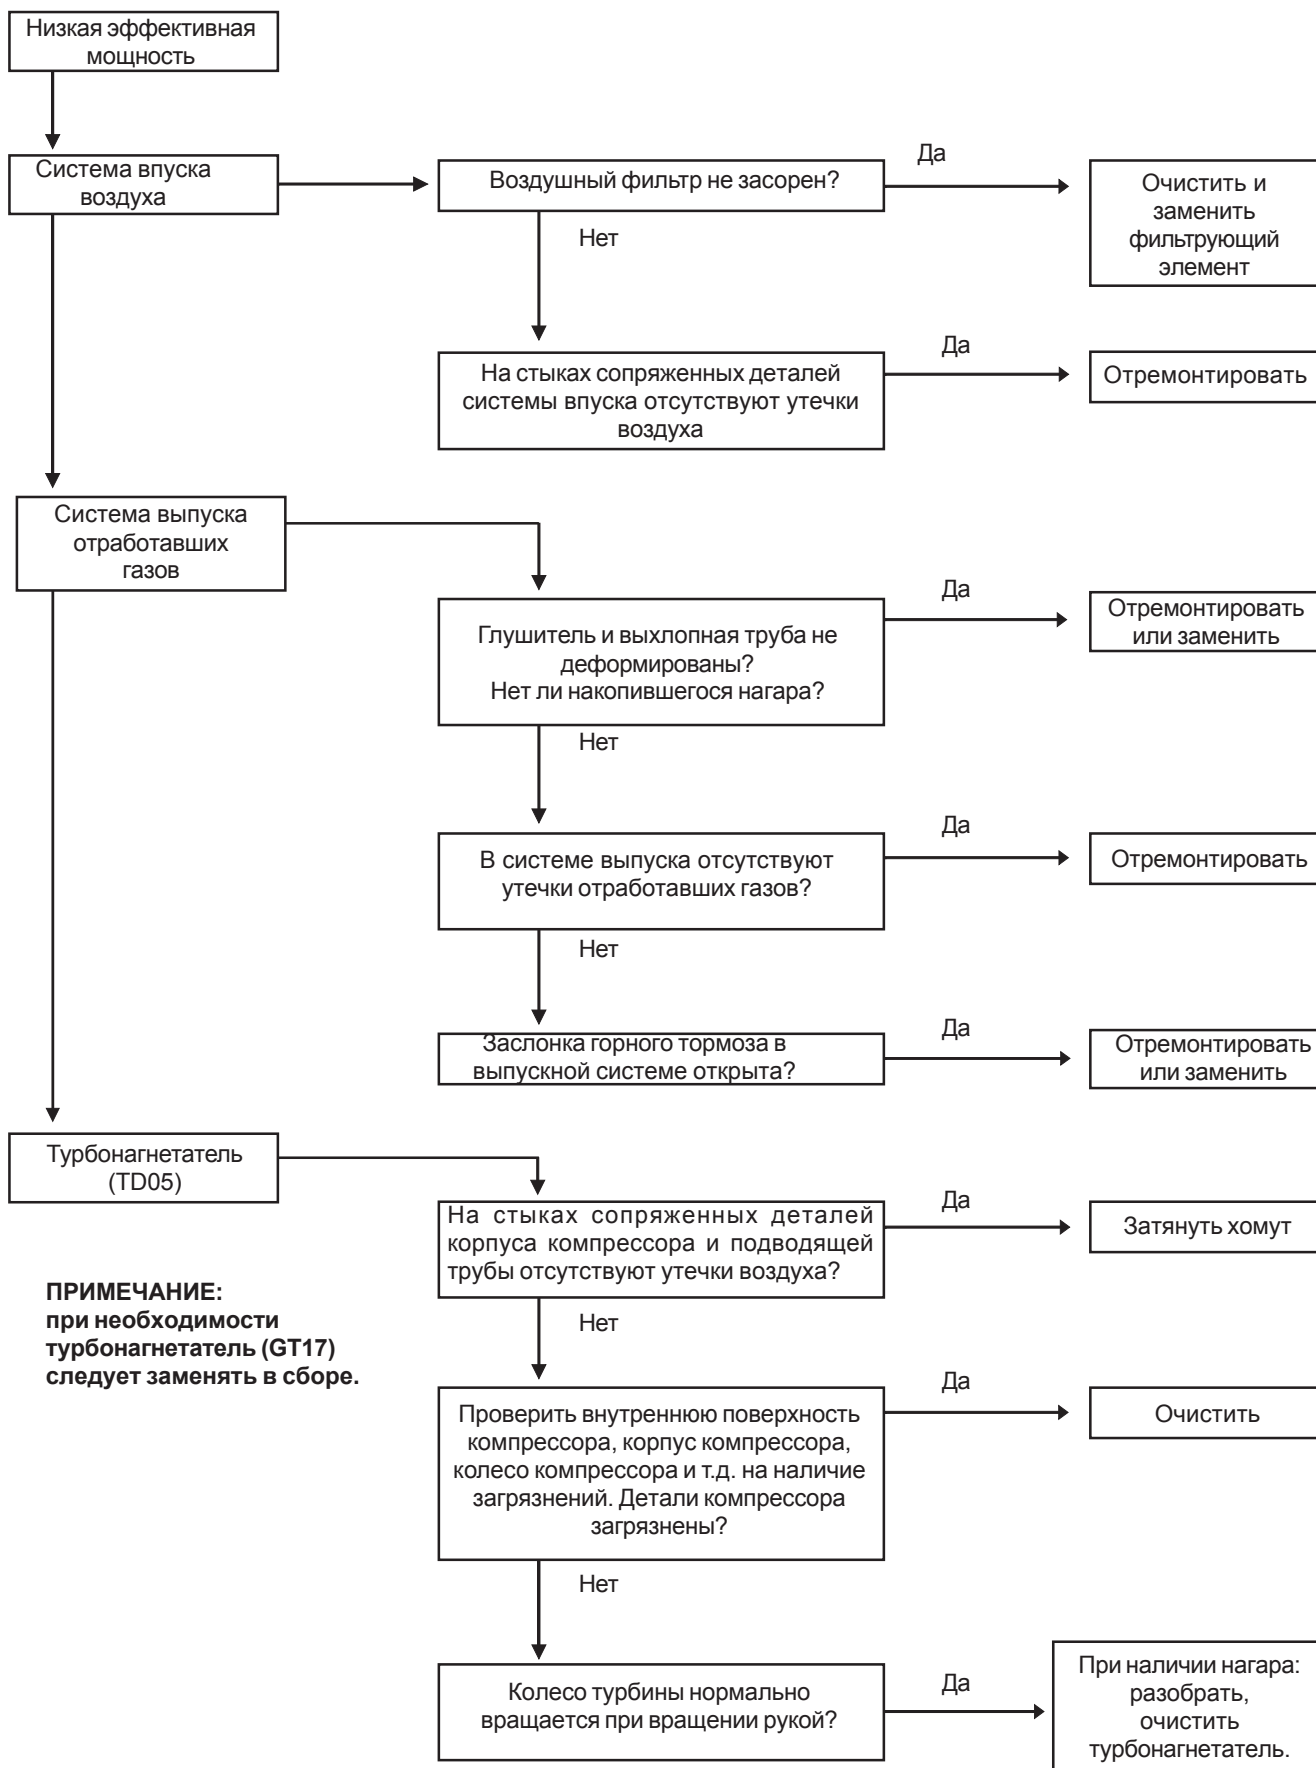 Низкая эффективная
мощность
Система впуска
воздуха
Воздушный фильтр не засорен?
Да
Очистить и
заменить
фильтрующий
элемент
Нет
На стыках сопряженных деталей
системы впуска отсутствуют утечки
воздуха
Да
Отремонтировать
Система выпуска
отработавших
газов
Глушитель и выхлопная труба не
деформированы?
Нет ли накопившегося нагара?
Да
Отремонтировать
или заменить
Нет
В системе выпуска отсутствуют
утечки отработавших газов?
Да
Отремонтировать
Нет
Заслонка горного тормоза в
выпускной системе открыта?
Да
Отремонтировать
или заменить
Турбонагнетатель
(TD05)
На стыках сопряженных деталей
корпуса компрессора и подводящей
трубы отсутствуют утечки воздуха?
Да
Затянуть хомут
ПРИМЕЧАНИЕ:
при необходимости
турбонагнетатель (GT17)
следует заменять в сборе.
Нет
Проверить внутреннюю поверхность
компрессора, корпус компрессора,
колесо компрессора и т.д. на наличие
загрязнений. Детали компрессора
загрязнены?
Да
Очистить
Нет
Колесо турбины нормально
вращается при вращении рукой?
Да
При наличии нагара:
разобрать,
очистить
турбонагнетатель.